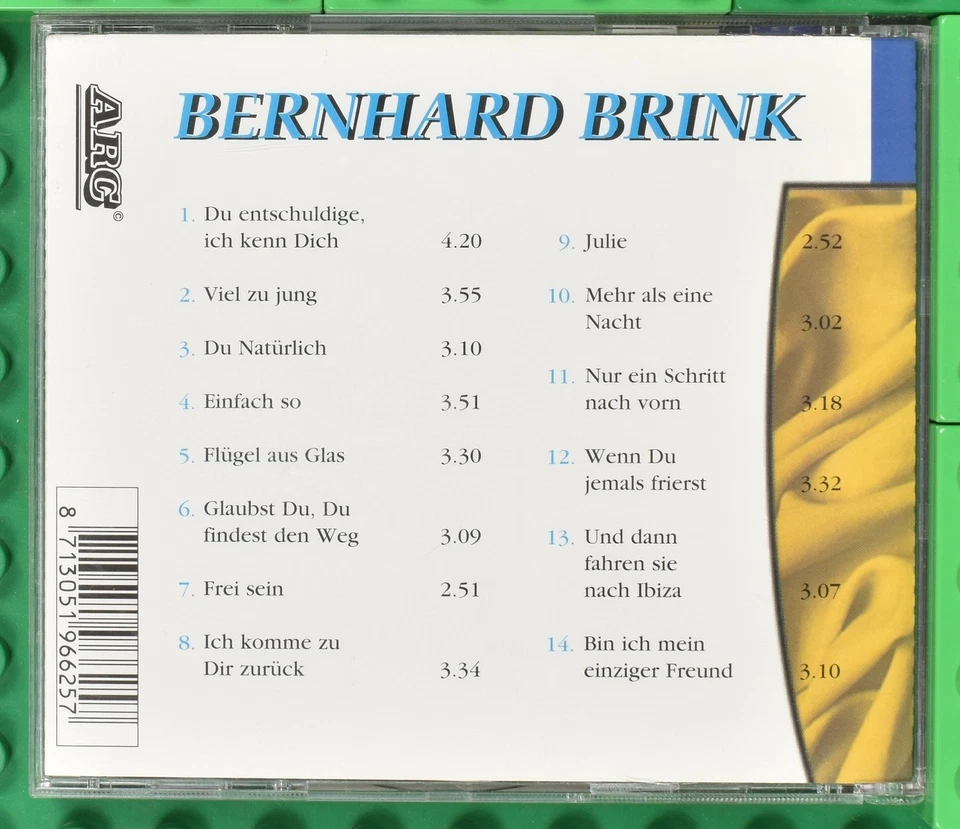 ARG©
BERNHARD BRINK
1. Du entschuldige,
ich kenn Dich 4.20
2. Viel zu jung 3.55
3. Du Natürlich 3.10
4. Einfach so 3.51
5. Flügel aus Glas 3.30
6. Glaubst Du, Du
findest den Weg 3.09
7. Frei sein 2.51
8. Ich komme zu
Dir zurück 3.34
9. Julie 2.52
10. Mehr als eine
Nacht 3.02
11. Nur ein Schritt
nach vorn 3.18
12. Wenn Du
jemals frierst 3.32
13. Und dann
fahren sie
nach Ibiza 3.07
14. Bin ich mein
einziger Freund 3.10
8 713051 966257